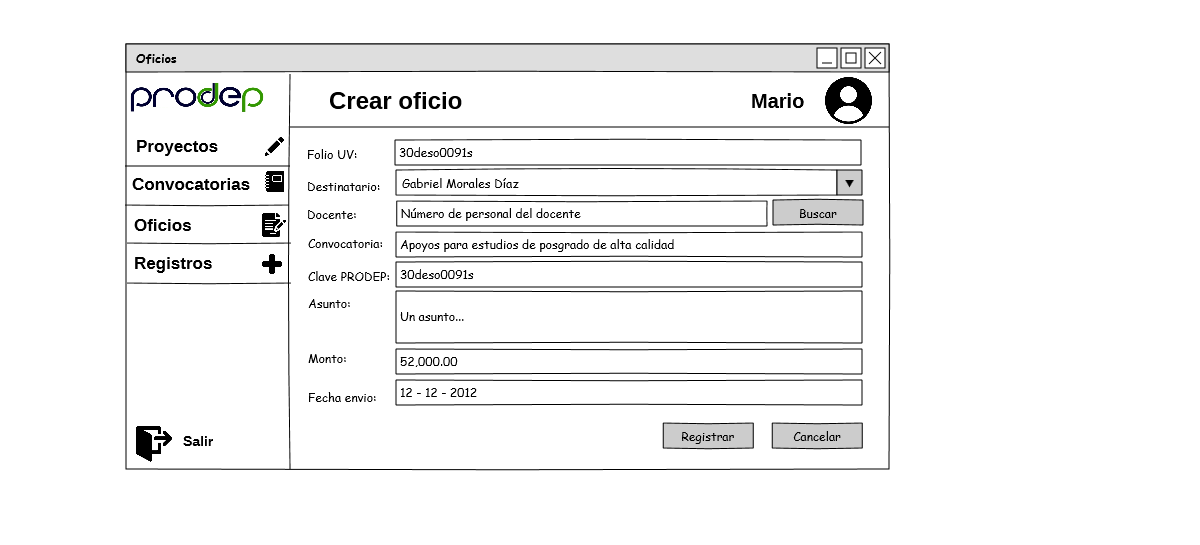 Oficios
prodep
Crear oficio
Mario
Proyectos
Convocatorias
Oficios
Registros
Salir
Folio UV: 30deso0091s
Destinatario: Gabriel Morales Díaz
Docente: Número de personal del docente Buscar
Convocatoria: Apoyos para estudios de posgrado de alta calidad
Clave PRODEP: 30deso0091s
Asunto: Un asunto...
Monto: 52,000.00
Fecha envio: 12 - 12 - 2012
Registrar Cancelar